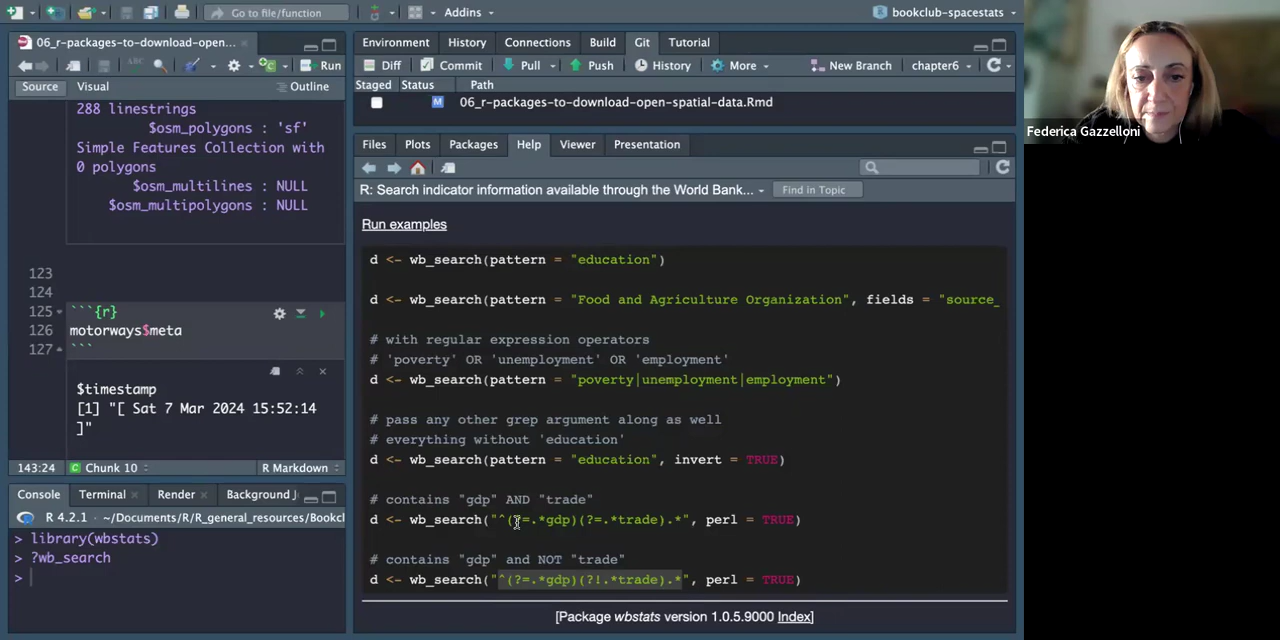 Go to file/function
Addins
bookclub-spacestats
06_r-packages-to-download-open...
Run
Source
Visual
Outline
288 linestrings
$osm_polygons : 'sf'
Simple Features Collection with
0 polygons
$osm_multilines : NULL
$osm_multipolygons : NULL
123
124
125 ```{r}
126 motorways$meta
127 ```
$timestamp
[1] "[ Sat 7 Mar 2024 15:52:14
]"
143:24
Chunk 10
R Markdown
Console
Terminal
Render
Background J
R 4.2.1 · ~/Documents/R/R_general_resources/Bookcl
> library(wbstats)
> ?wb_search
>
Environment
History
Connections
Build
Git
Tutorial
Diff
Commit
Pull
Push
History
More
New Branch
chapter6
Staged
Status
Path
M
06_r-packages-to-download-open-spatial-data.Rmd
Files
Plots
Packages
Help
Viewer
Presentation
R: Search indicator information available through the World Bank...
Find in Topic
Run examples
d <- wb_search(pattern = "education")
d <- wb_search(pattern = "Food and Agriculture Organization", fields = "source_
# with regular expression operators
# 'poverty' OR 'unemployment' OR 'employment'
d <- wb_search(pattern = "poverty|unemployment|employment")
# pass any other grep argument along as well
# everything without 'education'
d <- wb_search(pattern = "education", invert = TRUE)
# contains "gdp" AND "trade"
d <- wb_search("^(?=.*gdp)(?=.*trade).*", perl = TRUE)
# contains "gdp" and NOT "trade"
d <- wb_search("^(?=.*gdp)(?!.*trade).*", perl = TRUE)
[Package wbstats version 1.0.5.9000 Index]
Federica Gazzelloni